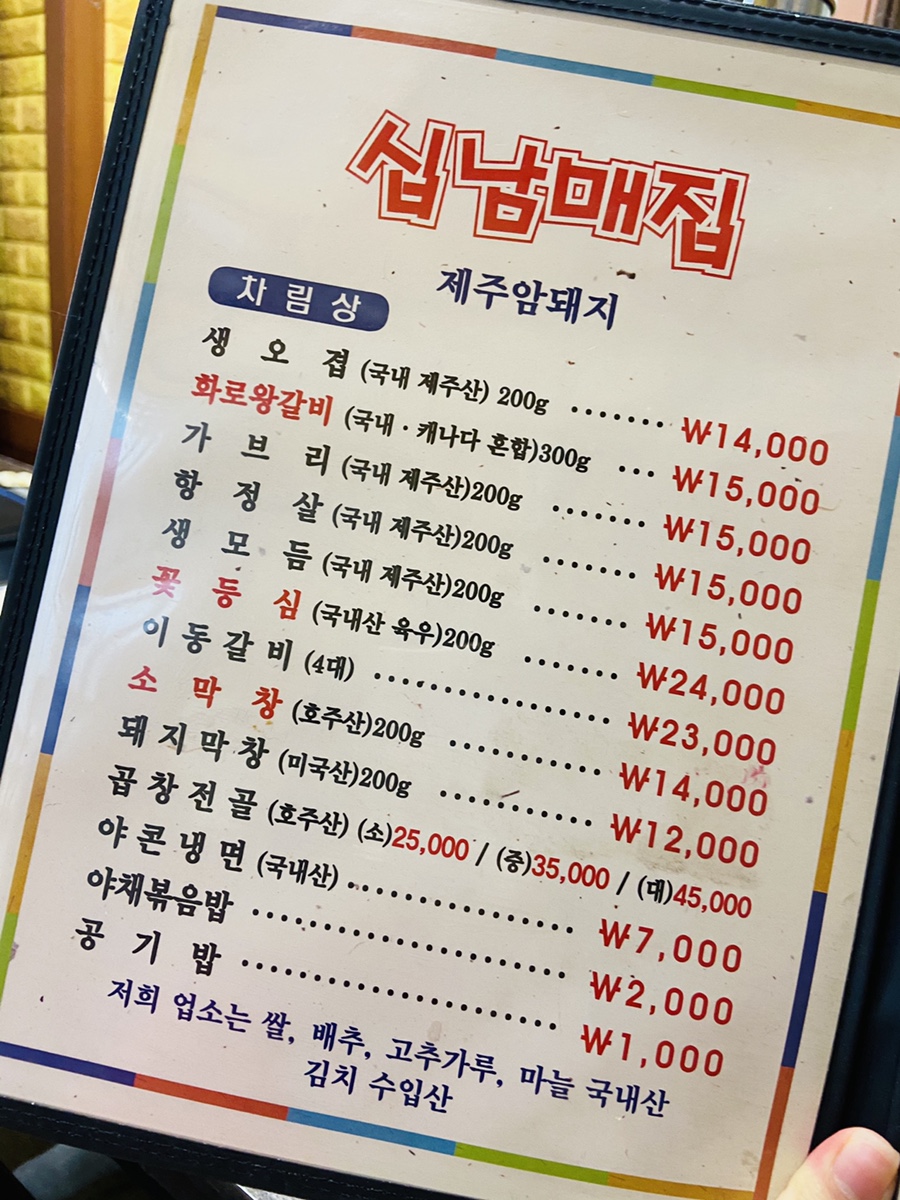 십남매집
제주암돼지
차림상
생오겹 (국내 제주산) 200g ········ ₩14,000
화로왕갈비 (국내·캐나다 혼합)300g ··· ₩15,000
가브리 (국내 제주산)200g ········ ₩15,000
항정살 (국내 제주산)200g ········ ₩15,000
생모듬 (국내 제주산)200g ········ ₩15,000
꽃등심 (국내산 육우)200g ········ ₩24,000
이동갈비 (4대) ···················· ₩23,000
소막창 (호주산)200g ············· ₩14,000
돼지막창 (미국산)200g ············· ₩12,000
곱창전골 (호주산) (소)25,000 / (중)35,000 / (대)45,000
야콘냉면 (국내산) ··················· ₩7,000
야채볶음밥 ·························· ₩2,000
공기밥 ·························· ₩1,000
저희 업소는 쌀, 배추, 고추가루, 마늘 국내산
김치 수입산